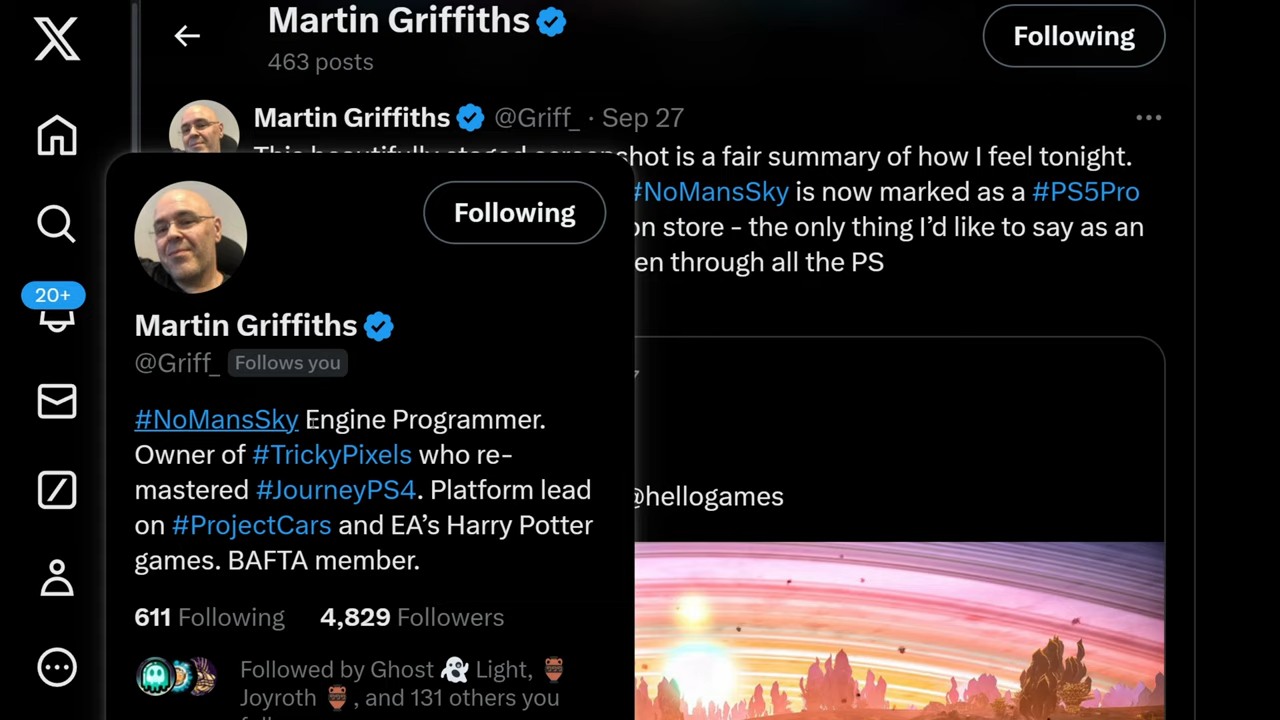 Martin Griffiths
463 posts
Following
Martin Griffiths @Griff_ · Sep 27
This beautifully staged screenshot is a fair summary of how I feel tonight.
#NoMansSky is now marked as a #PS5Pro
on store - the only thing I’d like to say as an
en through all the PS
@hellogames
20+
Following
Martin Griffiths
@Griff_ Follows you
#NoMansSky Engine Programmer.
Owner of #TrickyPixels who re-
mastered #JourneyPS4. Platform lead
on #ProjectCars and EA’s Harry Potter
games. BAFTA member.
611 Following 4,829 Followers
Followed by Ghost 👻 Light, 🏺
Joyroth 🏺, and 131 others you